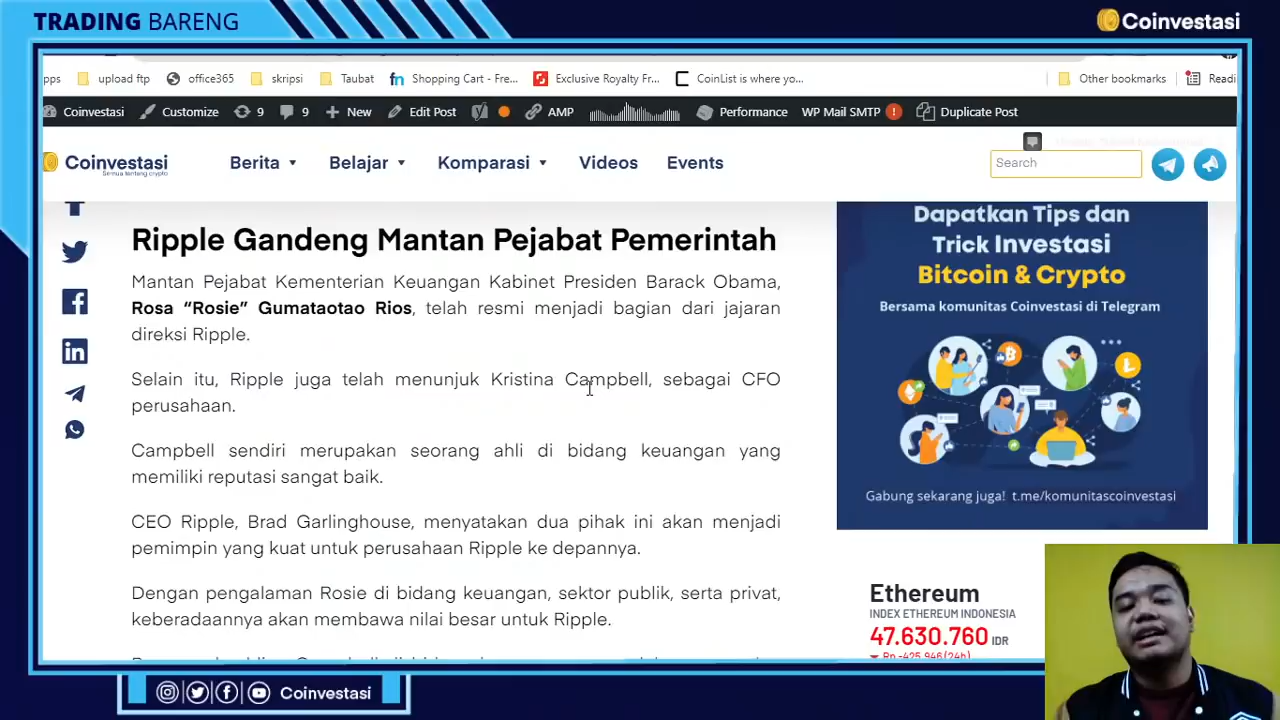 TRADING BARENG
Coinvestasi
pps upload ftp office365 skripsi Taubat fn Shopping Cart - Fre... Exclusive Royalty Fr... CoinList is where yo... Other bookmarks Readi
Coinvestasi Customize 9 9 New Edit Post AMP Performance WP Mail SMTP ! Duplicate Post
Coinvestasi
Berita Belajar Komparasi Videos Events
Search
Ripple Gandeng Mantan Pejabat Pemerintah
Mantan Pejabat Kementerian Keuangan Kabinet Presiden Barack Obama,
Rosa “Rosie” Gumataotao Rios, telah resmi menjadi bagian dari jajaran
direksi Ripple.
Selain itu, Ripple juga telah menunjuk Kristina Campbell, sebagai CFO
perusahaan.
Campbell sendiri merupakan seorang ahli di bidang keuangan yang
memiliki reputasi sangat baik.
CEO Ripple, Brad Garlinghouse, menyatakan dua pihak ini akan menjadi
pemimpin yang kuat untuk perusahaan Ripple ke depannya.
Dengan pengalaman Rosie di bidang keuangan, sektor publik, serta privat,
keberadaannya akan membawa nilai besar untuk Ripple.
Dapatkan Tips dan
Trick Investasi
Bitcoin & Crypto
Bersama komunitas Coinvestasi di Telegram
Gabung sekarang juga! t.me/komunitascoinvestasi
Ethereum
INDEX ETHEREUM INDONESIA
47.630.760 IDR
Rp -425.946 (24h)
Coinvestasi